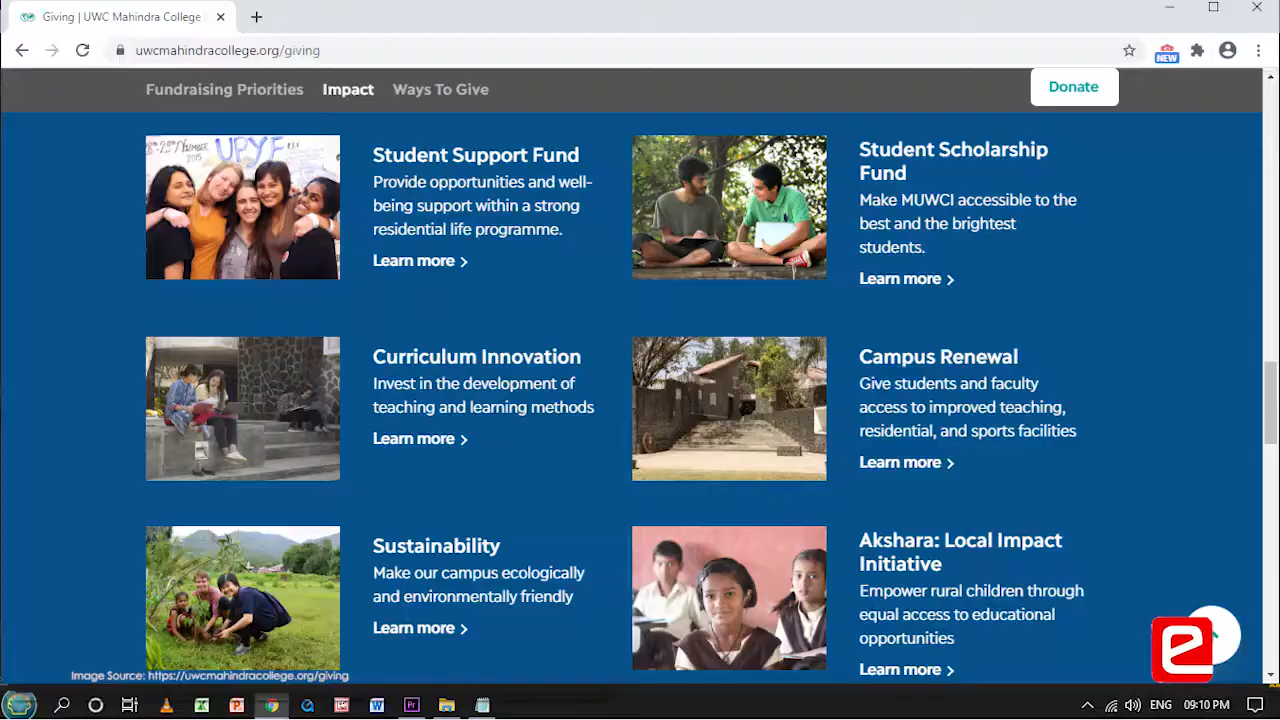 Giving | UWC Mahindra College
uwcmahindracollege.org/giving
NEW
Fundraising Priorities
Impact
Ways To Give
Donate
UPYF
Student Support Fund
Provide opportunities and well-
being support within a strong
residential life programme.
Learn more
Student Scholarship
Fund
Make MUWCI accessible to the
best and the brightest
students.
Learn more
Curriculum Innovation
Invest in the development of
teaching and learning methods
Learn more
Campus Renewal
Give students and faculty
access to improved teaching,
residential, and sports facilities
Learn more
Sustainability
Make our campus ecologically
and environmentally friendly
Learn more
Akshara: Local Impact
Initiative
Empower rural children through
equal access to educational
opportunities
Learn more
e
Image Source: https://uwcmahindracollege.org/giving
ENG
09:10 PM